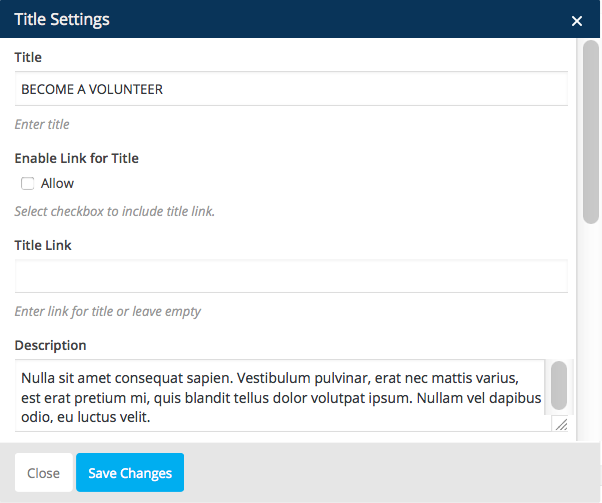 Title Settings
Title
BECOME A VOLUNTEER
Enter title
Enable Link for Title
Allow
Select checkbox to include title link.
Title Link
Enter link for title or leave empty
Description
Nulla sit amet consequat sapien. Vestibulum pulvinar, erat nec mattis varius,
est erat pretium mi, quis blandit tellus dolor volutpat ipsum. Nullam vel dapibus
odio, eu luctus velit.
Close
Save Changes